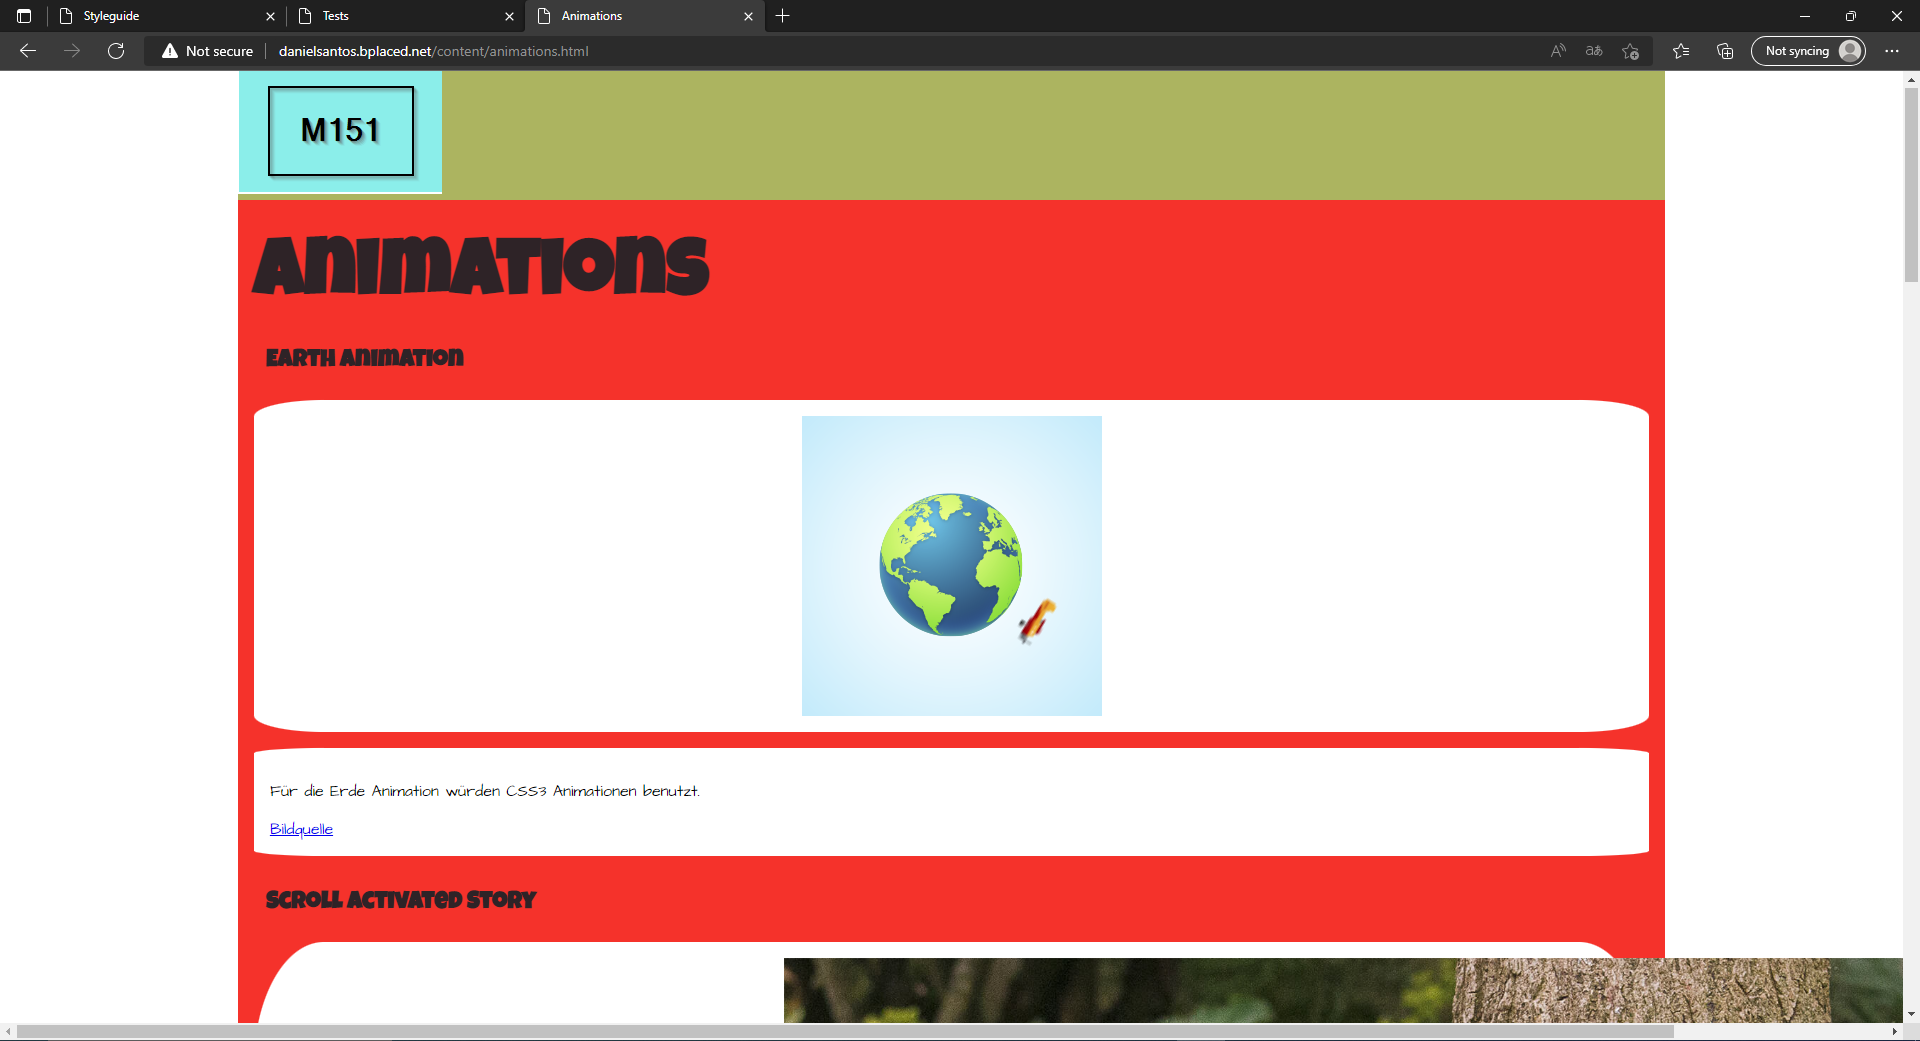 Styleguide
Tests
Animations
Not secure
danielsantos.bplaced.net/content/animations.html
Not syncing
M151
Animations
Earth Animation
Für die Erde Animation würden CSS3 Animationen benutzt.
Bildquelle
Scroll Activated Story